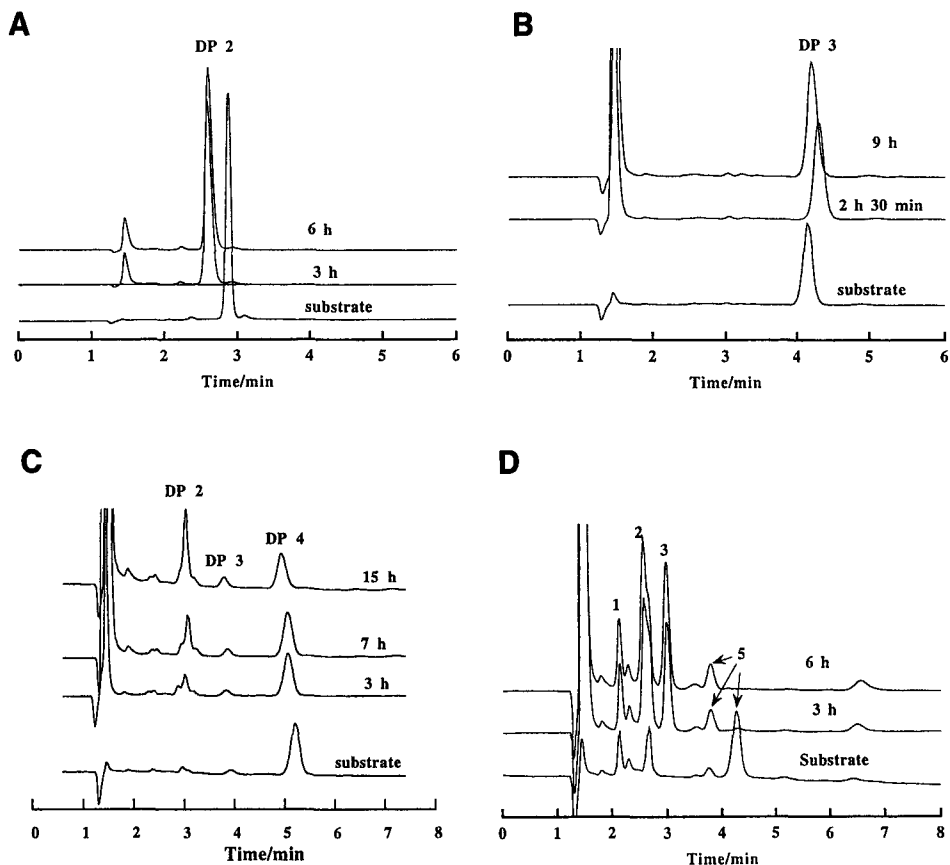 A
DP 2
6 h
3 h
substrate
0 1 2 3 4 5 6
Time/min
B
DP 3
9 h
2 h 30 min
substrate
0 1 2 3 4 5 6
Time/min
C
DP 2
DP 3
DP 4
15 h
7 h
3 h
substrate
0 1 2 3 4 5 6 7 8
Time/min
D
1
2
3
5
6 h
3 h
Substrate
0 1 2 3 4 5 6 7 8
Time/min